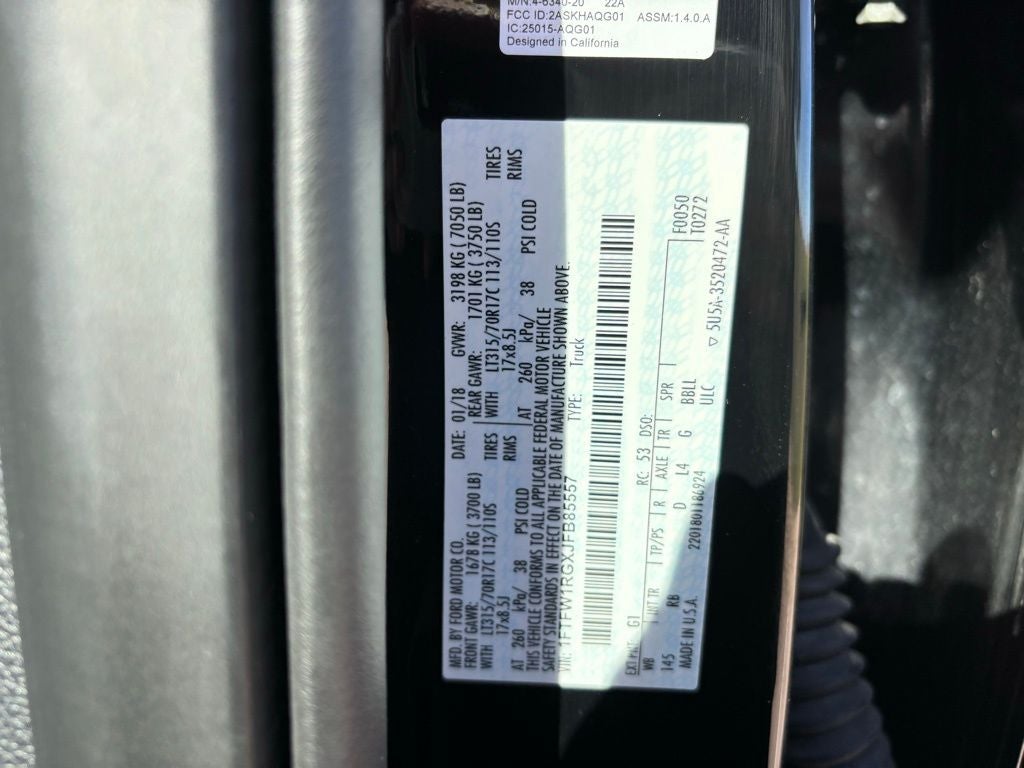 M/N:4-6340-20 22A
FCC ID:2ASKHAQG01 ASSM:1.4.0.A
IC:25015-AQG01
Designed in California
MFD. BY FORD MOTOR CO. DATE: 01/18 GVWR: 3198 KG ( 7050 LB)
FRONT GAWR: 1678 KG ( 3700 LB) REAR GAWR: 1701 KG ( 3750 LB)
WITH LT315/70R17C 113/110S TIRES WITH LT315/70R17C 113/110S TIRES
17x8.5J RIMS 17x8.5J RIMS
AT 260 kPa/ 38 PSI COLD AT 260 kPa/ 38 PSI COLD
THIS VEHICLE CONFORMS TO ALL APPLICABLE FEDERAL MOTOR VEHICLE
SAFETY STANDARDS IN EFFECT ON THE DATE OF MANUFACTURE SHOWN ABOVE.
VIN: 1FTFW1RGXJFB85557 TYPE: Truck
EXT PNT: G1 RC: 53 DSO: F0050
WB INT TR TP/PS R AXLE TR SPR T0272
145 RB D L4 G BBLL
ULC
MADE IN U.S.A. 2201801186924 ▽ 5U5A-3520472-AA